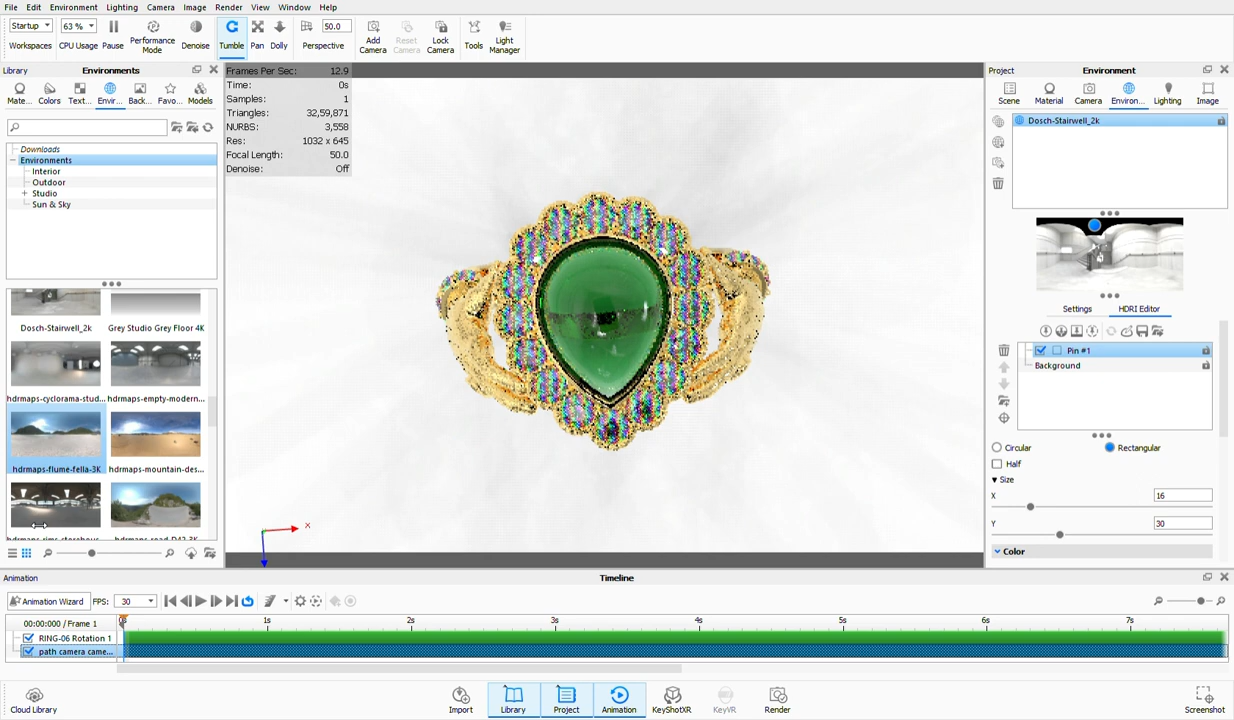 File Edit Environment Lighting Camera Image Render View Window Help
Startup 63 % 50.0
Workspaces CPU Usage Pause Performance Mode Denoise Tumble Pan Dolly Perspective Add Camera Reset Camera Lock Camera Tools Light Manager
Library Environments
Mate... Colors Text... Envir... Back... Favo... Models
Downloads
Environments
Interior
Outdoor
Studio
Sun & Sky
Dosch-Stairwell_2k Grey Studio Grey Floor 4K
hdrmaps-cyclorama-stud... hdrmaps-empty-modern...
hdrmaps-flume-fella-3K hdrmaps-mountain-des...
Frames Per Sec: 12.9
Time: 0s
Samples: 1
Triangles: 32,59,871
NURBS: 3,558
Res: 1032 x 645
Focal Length: 50.0
Denoise: Off
X
Project Environment
Scene Material Camera Environ... Lighting Image
Dosch-Stairwell_2k
Settings HDRI Editor
Pin #1
Background
Circular Rectangular
Half
Size
X 16
Y 30
Color
Animation Timeline
Animation Wizard FPS: 30
00:00:000 / Frame 1 0s 1s 2s 3s 4s 5s 6s 7s
RING-06 Rotation 1
path camera came...
Cloud Library Import Library Project Animation KeyShotXR KeyVR Render Screenshot